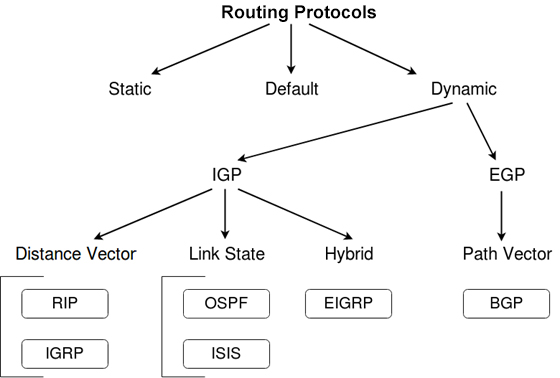 Routing Protocols
Static Default Dynamic
IGP EGP
Distance Vector Link State Hybrid Path Vector
RIP OSPF EIGRP BGP
IGRP ISIS